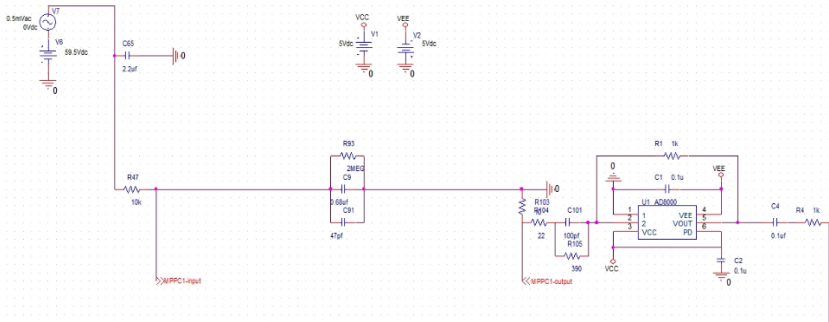 V7
0.5mVac
0Vdc
V6
59.5Vdc
0
C65
2.2uf
0
VCC
V1
5Vdc
0
VEE
V2
5Vdc
0
R47
10k
R93
2MEG
C9
0.68uf
C91
47pf
0
R103
R104
22
C101
100pf
R105
390
R1 1k
0
C1 0.1u
VEE
U1 AD8000
1
2
3
VCC
VEE
VOUT
PD
4
5
6
VCC
C2
0.1u
0
C4
0.1uf
R4 1k
MPPC1-input
MPPC1-output